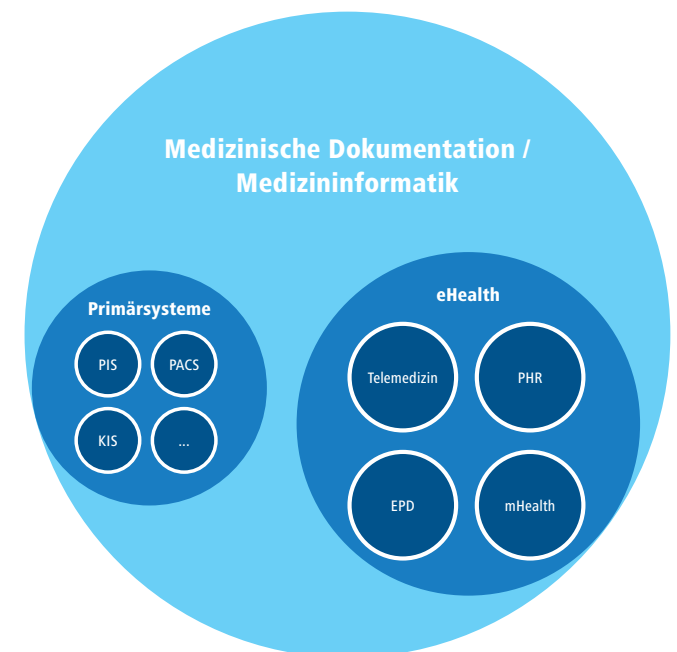 Medizinische Dokumentation /
Medizininformatik
Primärsysteme
PIS
PACS
KIS
...
eHealth
Telemedizin
PHR
EPD
mHealth